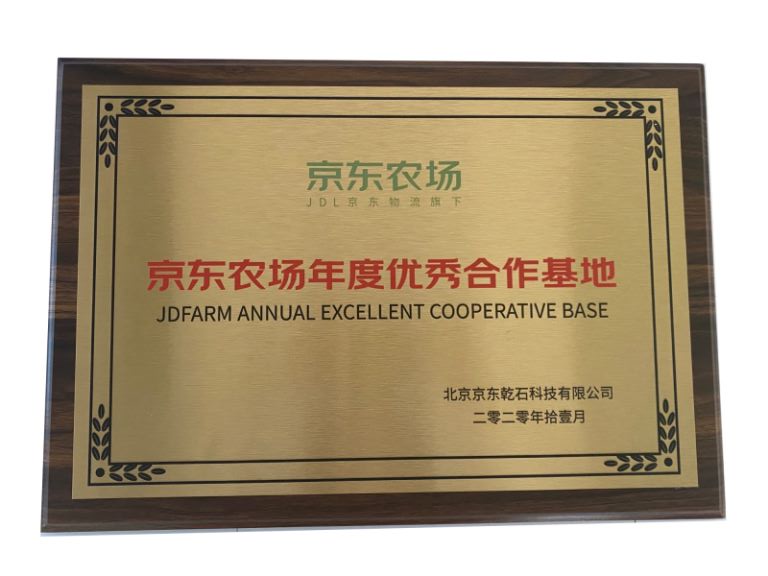 京东农场
JDL京东物流旗下
京东农场年度优秀合作基地
JDFARM ANNUAL EXCELLENT COOPERATIVE BASE
北京京东乾石科技有限公司
二零二零年拾壹月